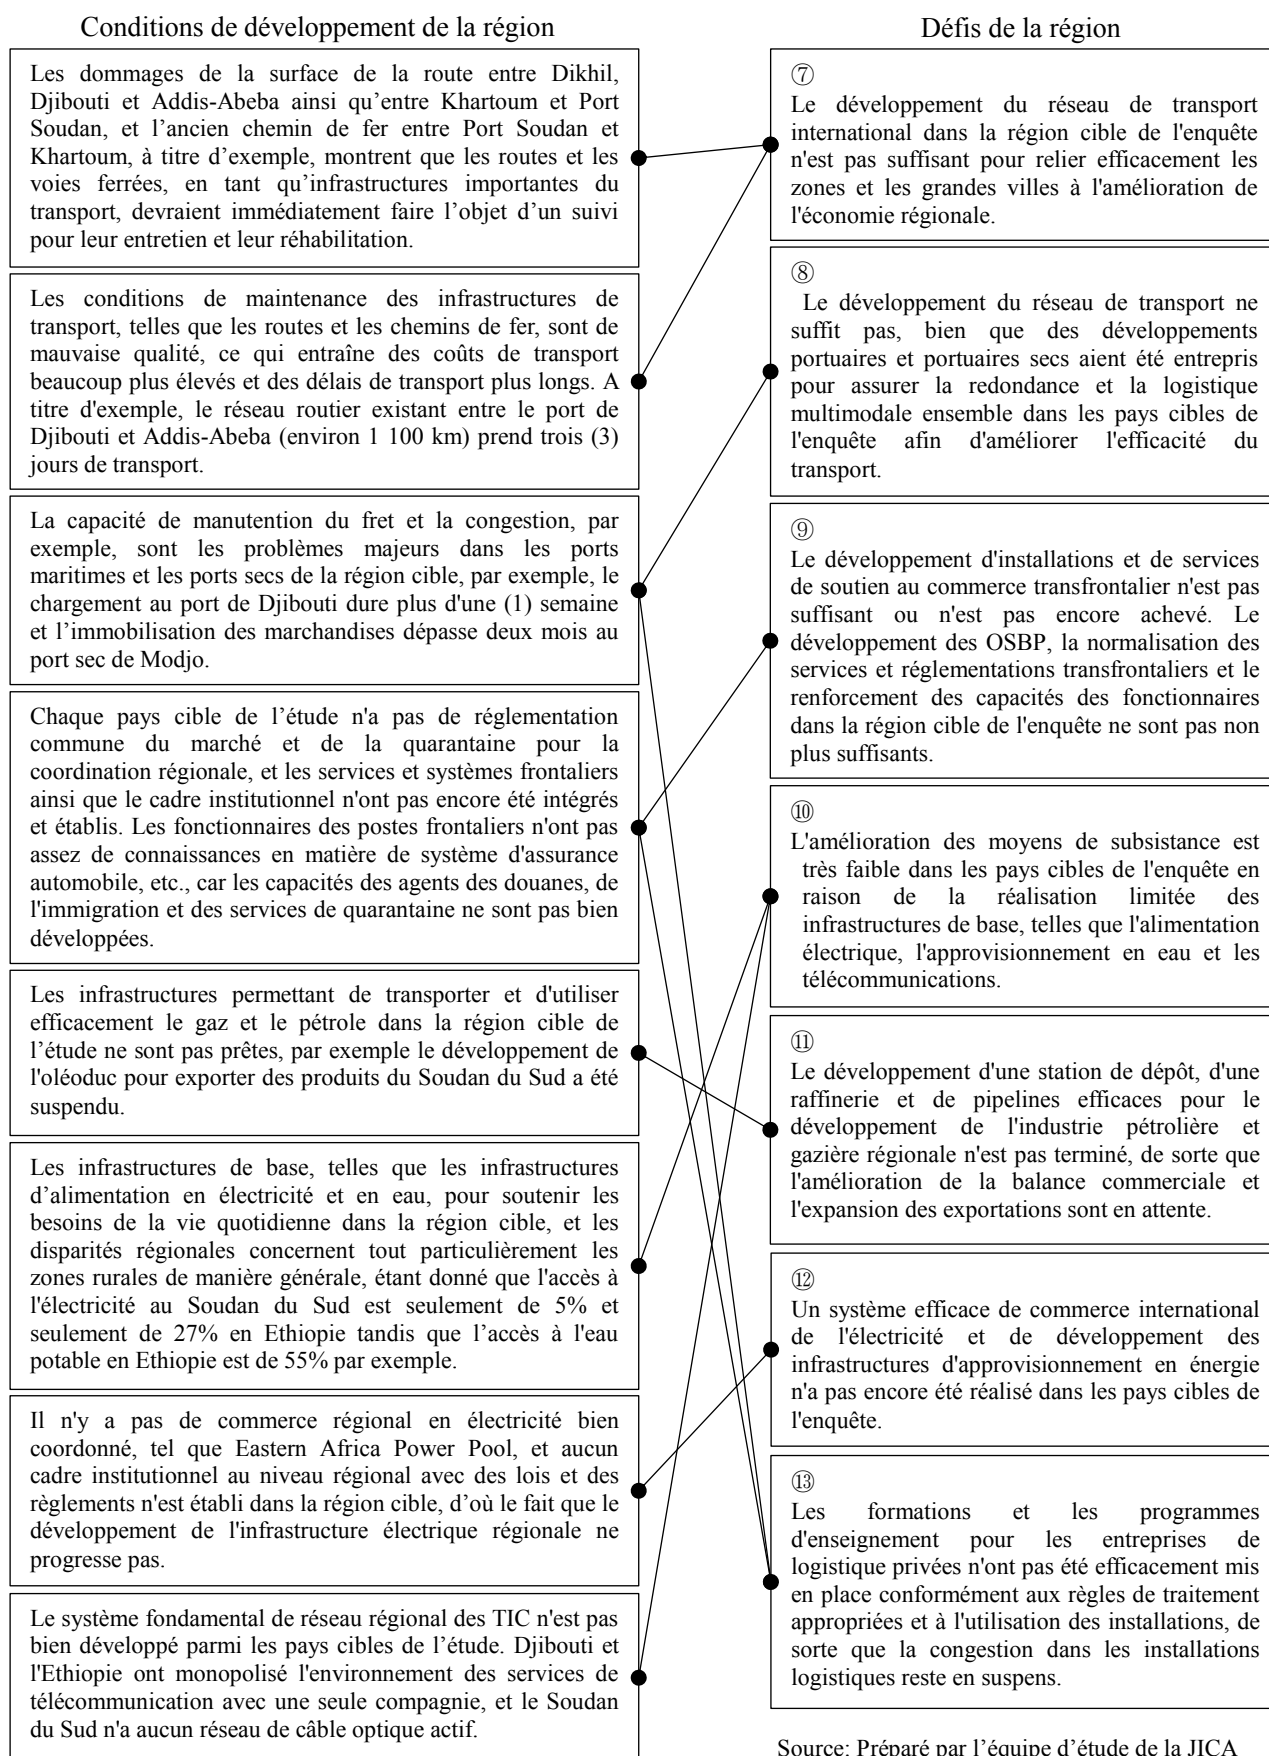 Conditions de développement de la région
Les dommages de la surface de la route entre Dikhil,
Djibouti et Addis-Abeba ainsi qu’entre Khartoum et Port
Soudan, et l’ancien chemin de fer entre Port Soudan et
Khartoum, à titre d’exemple, montrent que les routes et les
voies ferrées, en tant qu’infrastructures importantes du
transport, devraient immédiatement faire l’objet d’un suivi
pour leur entretien et leur réhabilitation.
Les conditions de maintenance des infrastructures de
transport, telles que les routes et les chemins de fer, sont de
mauvaise qualité, ce qui entraîne des coûts de transport
beaucoup plus élevés et des délais de transport plus longs. A
titre d'exemple, le réseau routier existant entre le port de
Djibouti et Addis-Abeba (environ 1 100 km) prend trois (3)
jours de transport.
La capacité de manutention du fret et la congestion, par
exemple, sont les problèmes majeurs dans les ports
maritimes et les ports secs de la région cible, par exemple, le
chargement au port de Djibouti dure plus d'une (1) semaine
et l’immobilisation des marchandises dépasse deux mois au
port sec de Modjo.
Chaque pays cible de l’étude n'a pas de réglementation
commune du marché et de la quarantaine pour la
coordination régionale, et les services et systèmes frontaliers
ainsi que le cadre institutionnel n'ont pas encore été intégrés
et établis. Les fonctionnaires des postes frontaliers n'ont pas
assez de connaissances en matière de système d'assurance
automobile, etc., car les capacités des agents des douanes, de
l'immigration et des services de quarantaine ne sont pas bien
développées.
Les infrastructures permettant de transporter et d'utiliser
efficacement le gaz et le pétrole dans la région cible de
l’étude ne sont pas prêtes, par exemple le développement de
l'oléoduc pour exporter des produits du Soudan du Sud a été
suspendu.
Les infrastructures de base, telles que les infrastructures
d’alimentation en électricité et en eau, pour soutenir les
besoins de la vie quotidienne dans la région cible, et les
disparités régionales concernent tout particulièrement les
zones rurales de manière générale, étant donné que l'accès à
l'électricité au Soudan du Sud est seulement de 5% et
seulement de 27% en Ethiopie tandis que l’accès à l'eau
potable en Ethiopie est de 55% par exemple.
Il n'y a pas de commerce régional en électricité bien
coordonné, tel que Eastern Africa Power Pool, et aucun
cadre institutionnel au niveau régional avec des lois et des
règlements n'est établi dans la région cible, d’où le fait que le
développement de l'infrastructure électrique régionale ne
progresse pas.
Le système fondamental de réseau régional des TIC n'est pas
bien développé parmi les pays cibles de l’étude. Djibouti et
l'Ethiopie ont monopolisé l'environnement des services de
télécommunication avec une seule compagnie, et le Soudan
du Sud n'a aucun réseau de câble optique actif.
Défis de la région
⑦
Le développement du réseau de transport
international dans la région cible de l'enquête
n'est pas suffisant pour relier efficacement les
zones et les grandes villes à l'amélioration de
l'économie régionale.
⑧
Le développement du réseau de transport ne
suffit pas, bien que des développements
portuaires et portuaires secs aient été entrepris
pour assurer la redondance et la logistique
multimodale ensemble dans les pays cibles de
l'enquête afin d'améliorer l'efficacité du
transport.
⑨
Le développement d'installations et de services
de soutien au commerce transfrontalier n'est pas
suffisant ou n'est pas encore achevé. Le
développement des OSBP, la normalisation des
services et réglementations transfrontaliers et le
renforcement des capacités des fonctionnaires
dans la région cible de l'enquête ne sont pas non
plus suffisants.
⑩
L'amélioration des moyens de subsistance est
très faible dans les pays cibles de l'enquête en
raison de la réalisation limitée des
infrastructures de base, telles que l'alimentation
électrique, l'approvisionnement en eau et les
télécommunications.
⑪
Le développement d'une station de dépôt, d'une
raffinerie et de pipelines efficaces pour le
développement de l'industrie pétrolière et
gazière régionale n'est pas terminé, de sorte que
l'amélioration de la balance commerciale et
l'expansion des exportations sont en attente.
⑫
Un système efficace de commerce international
de l'électricité et de développement des
infrastructures d'approvisionnement en énergie
n'a pas encore été réalisé dans les pays cibles de
l'enquête.
⑬
Les formations et les programmes
d'enseignement pour les entreprises de
logistique privées n'ont pas été efficacement mis
en place conformément aux règles de traitement
appropriées et à l'utilisation des installations, de
sorte que la congestion dans les installations
logistiques reste en suspens.
Source: Préparé par l’équipe d’étude de la JICA